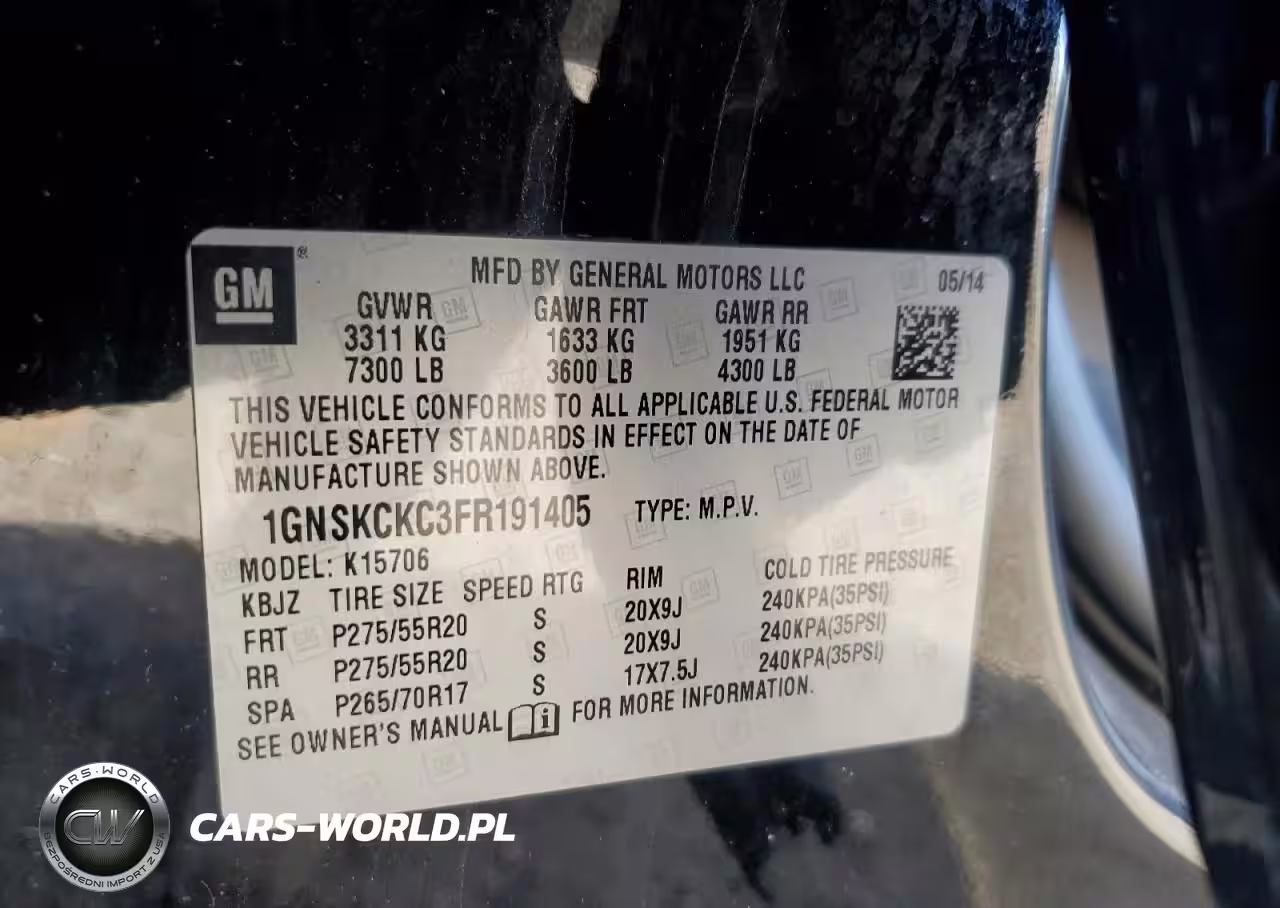 GM ®
MFD BY GENERAL MOTORS LLC 05/14
GVWR GAWR FRT GAWR RR
3311 KG 1633 KG 1951 KG
7300 LB 3600 LB 4300 LB
THIS VEHICLE CONFORMS TO ALL APPLICABLE U.S. FEDERAL MOTOR
VEHICLE SAFETY STANDARDS IN EFFECT ON THE DATE OF
MANUFACTURE SHOWN ABOVE.
1GNSKCKC3FR191405 TYPE: M.P.V.
MODEL: K15706
KBJZ TIRE SIZE SPEED RTG RIM COLD TIRE PRESSURE
FRT P275/55R20 S 20X9J 240KPA(35PSI)
RR P275/55R20 S 20X9J 240KPA(35PSI)
SPA P265/70R17 S 17X7.5J 240KPA(35PSI)
SEE OWNER'S MANUAL i FOR MORE INFORMATION.
CARS-WORLD
CW
BEZPOŚREDNI IMPORT Z USA
CARS-WORLD.PL